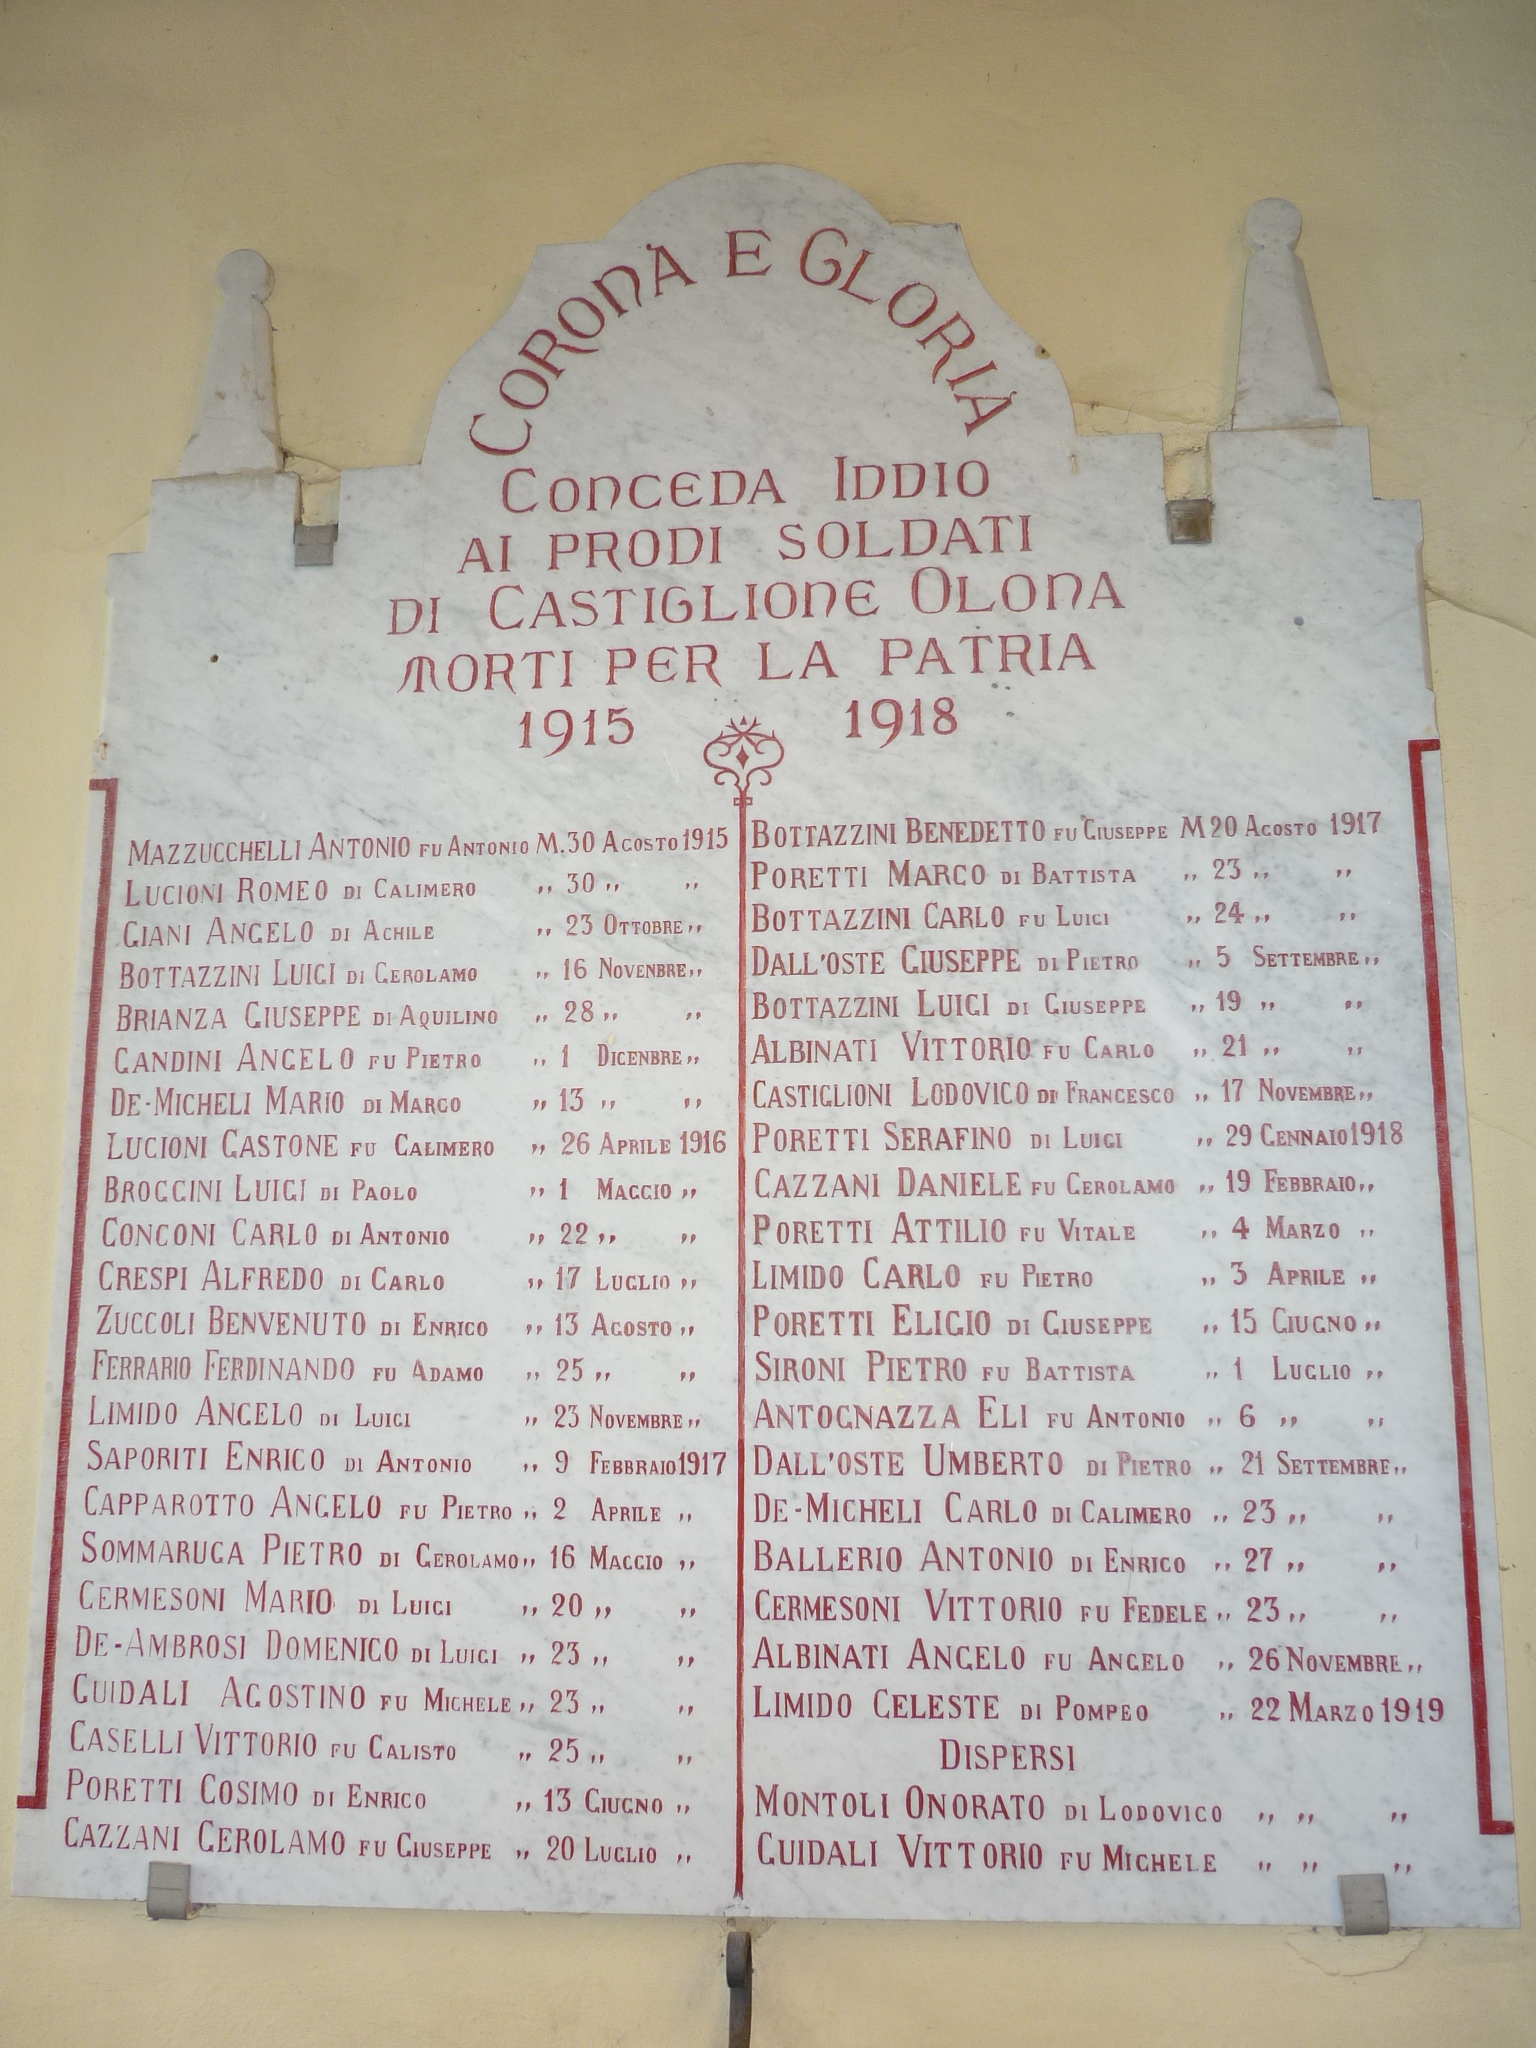 CORONA E GLORIA
CONCEDA IDDIO
AI PRODI SOLDATI
DI CASTIGLIONE OLONA
MORTI PER LA PATRIA
1915 1918
MAZZUCCHELLI ANTONIO FU ANTONIO M. 30 AGOSTO 1915
LUCIONI ROMEO DI CALIMERO ,, 30 ,, ,,
GIANI ANGELO DI ACHILE ,, 23 OTTOBRE ,,
BOTTAZZINI LUIGI DI GEROLAMO ,, 16 NOVENBRE ,,
BRIANZA GIUSEPPE DI AQUILINO ,, 28 ,, ,,
GANDINI ANGELO FU PIETRO ,, 1 DICENBRE ,,
DE-MICHELI MARIO DI MARCO ,, 13 ,, ,,
LUCIONI GASTONE FU CALIMERO ,, 26 APRILE 1916
BROGGINI LUIGI DI PAOLO ,, 1 MAGGIO ,,
CONCONI CARLO DI ANTONIO ,, 22 ,, ,,
CRESPI ALFREDO DI CARLO ,, 17 LUGLIO ,,
ZUCCOLI BENVENUTO DI ENRICO ,, 13 AGOSTO ,,
FERRARIO FERDINANDO FU ADAMO ,, 25 ,, ,,
LIMIDO ANGELO DI LUIGI ,, 23 NOVEMBRE ,,
SAPORITI ENRICO DI ANTONIO ,, 9 FEBBRAIO 1917
CAPPAROTTO ANGELO FU PIETRO ,, 2 APRILE ,,
SOMMARUGA PIETRO DI GEROLAMO ,, 16 MAGGIO ,,
CERMESONI MARIO DI LUIGI ,, 20 ,, ,,
DE-AMBROSI DOMENICO DI LUIGI ,, 23 ,, ,,
GUIDALI AGOSTINO FU MICHELE ,, 23 ,, ,,
CASELLI VITTORIO FU CALISTO ,, 25 ,, ,,
PORETTI COSIMO DI ENRICO ,, 13 GIUGNO ,,
CAZZANI GEROLAMO FU GIUSEPPE ,, 20 LUGLIO ,,
BOTTAZZINI BENEDETTO FU GIUSEPPE M 20 AGOSTO 1917
PORETTI MARCO DI BATTISTA ,, 23 ,, ,,
BOTTAZZINI CARLO FU LUIGI ,, 24 ,, ,,
DALL'OSTE GIUSEPPE DI PIETRO ,, 5 SETTEMBRE ,,
BOTTAZZINI LUIGI DI GIUSEPPE ,, 19 ,, ,,
ALBINATI VITTORIO FU CARLO ,, 21 ,, ,,
CASTIGLIONI LODOVICO DI FRANCESCO ,, 17 NOVEMBRE ,,
PORETTI SERAFINO DI LUIGI ,, 29 GENNAIO 1918
CAZZANI DANIELE FU GEROLAMO ,, 19 FEBBRAIO ,,
PORETTI ATTILIO FU VITALE ,, 4 MARZO ,,
LIMIDO CARLO FU PIETRO ,, 3 APRILE ,,
PORETTI ELIGIO DI GIUSEPPE ,, 15 GIUGNO ,,
SIRONI PIETRO FU BATTISTA ,, 1 LUGLIO ,,
ANTOGNAZZA ELI FU ANTONIO ,, 6 ,, ,,
DALL'OSTE UMBERTO DI PIETRO ,, 21 SETTEMBRE ,,
DE-MICHELI CARLO DI CALIMERO ,, 23 ,, ,,
BALLERIO ANTONIO DI ENRICO ,, 27 ,, ,,
CERMESONI VITTORIO FU FEDELE ,, 23 ,, ,,
ALBINATI ANGELO FU ANGELO ,, 26 NOVEMBRE ,,
LIMIDO CELESTE DI POMPEO ,, 22 MARZO 1919
DISPERSI
MONTOLI ONORATO DI LODOVICO ,, ,, ,,
GUIDALI VITTORIO FU MICHELE ,, ,, ,,